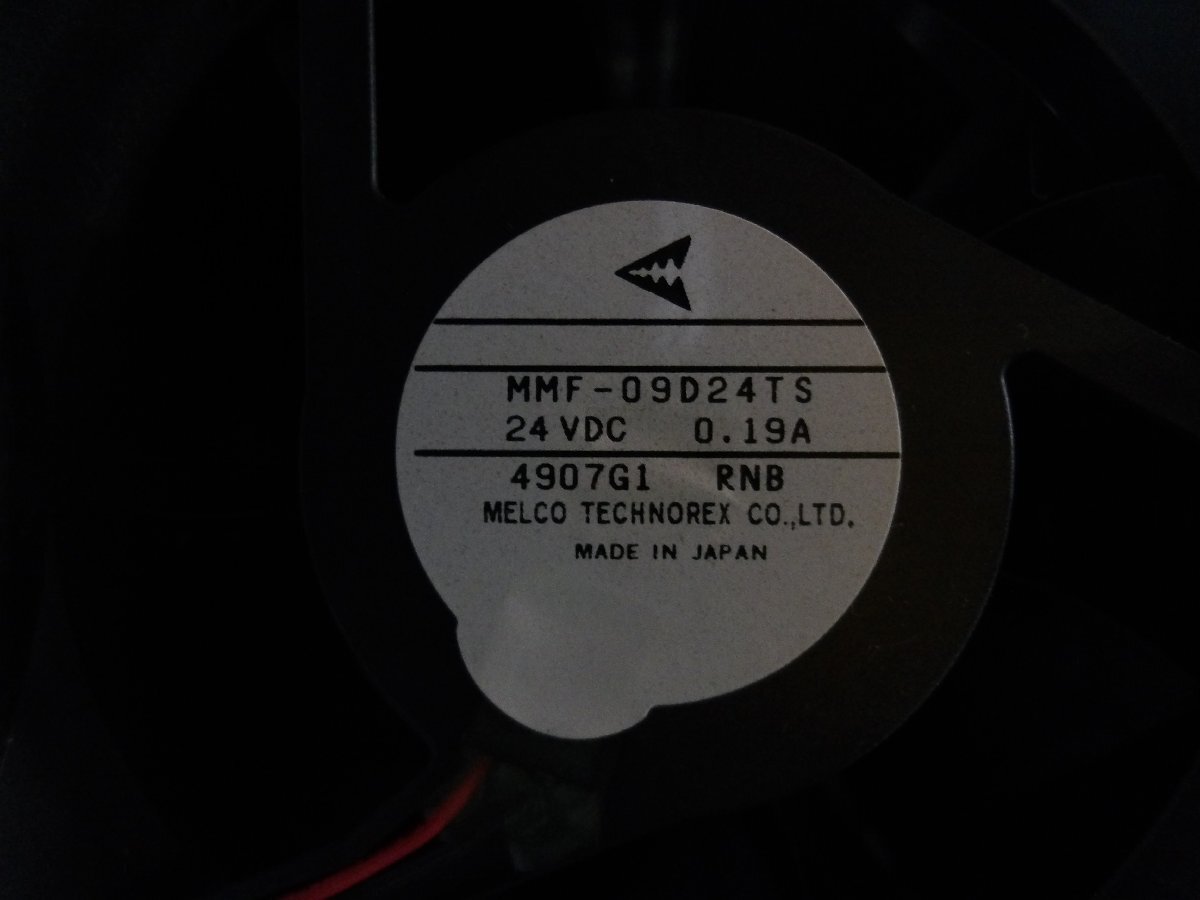 MMF-09D24TS
24VDC 0.19A
4907G1 RNB
MELCO TECHNOREX CO.,LTD.
MADE IN JAPAN